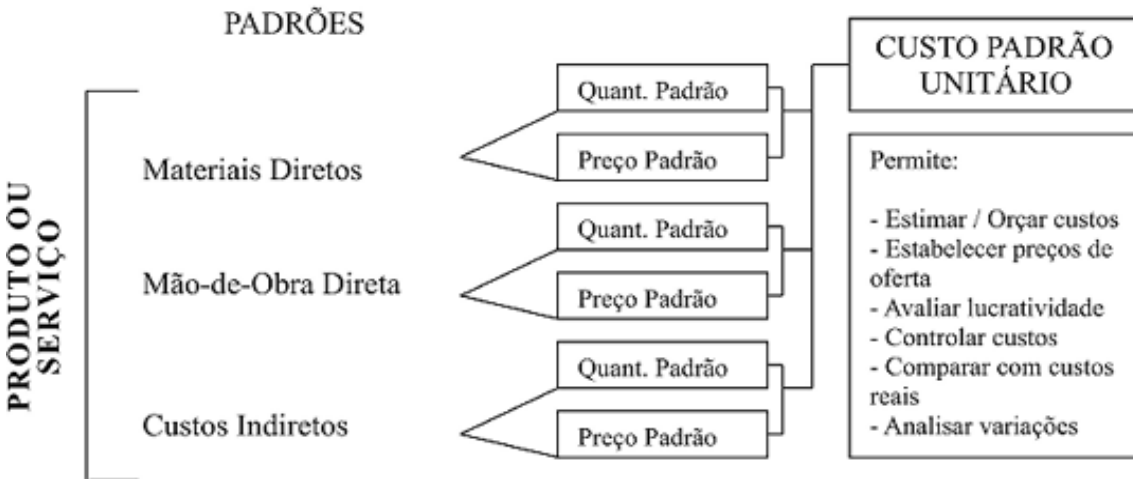 PADRÕES
PRODUTO OU
SERVIÇO
Materiais Diretos
Quant. Padrão
Preço Padrão
Mão-de-Obra Direta
Quant. Padrão
Preço Padrão
Custos Indiretos
Quant. Padrão
Preço Padrão
CUSTO PADRÃO
UNITÁRIO
Permite:
- Estimar / Orçar custos
- Estabelecer preços de
oferta
- Avaliar lucratividade
- Controlar custos
- Comparar com custos
reais
- Analisar variações